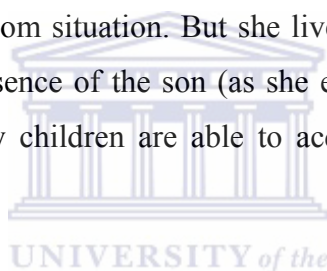 om situation. But she live
sence of the son (as she e
y children are able to acc
UNIVERSITY of the